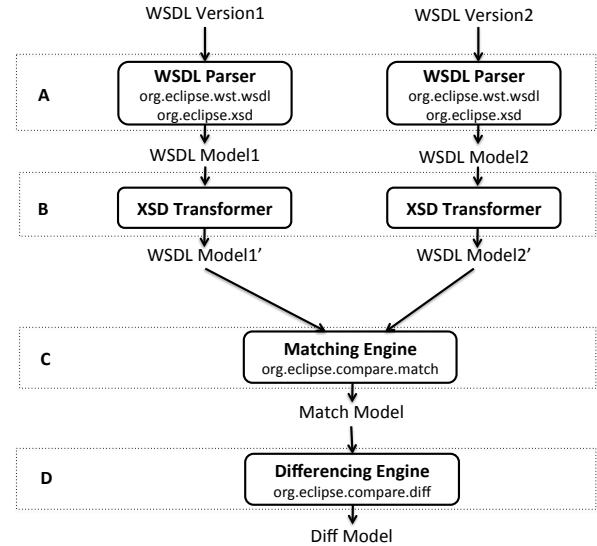 WSDL Version1
WSDL Version2
A
WSDL Parser
org.eclipse.wst.wsdl
org.eclipse.xsd
WSDL Parser
org.eclipse.wst.wsdl
org.eclipse.xsd
WSDL Model1
WSDL Model2
B
XSD Transformer
XSD Transformer
WSDL Model1’
WSDL Model2’
C
Matching Engine
org.eclipse.compare.match
Match Model
D
Differencing Engine
org.eclipse.compare.diff
Diff Model